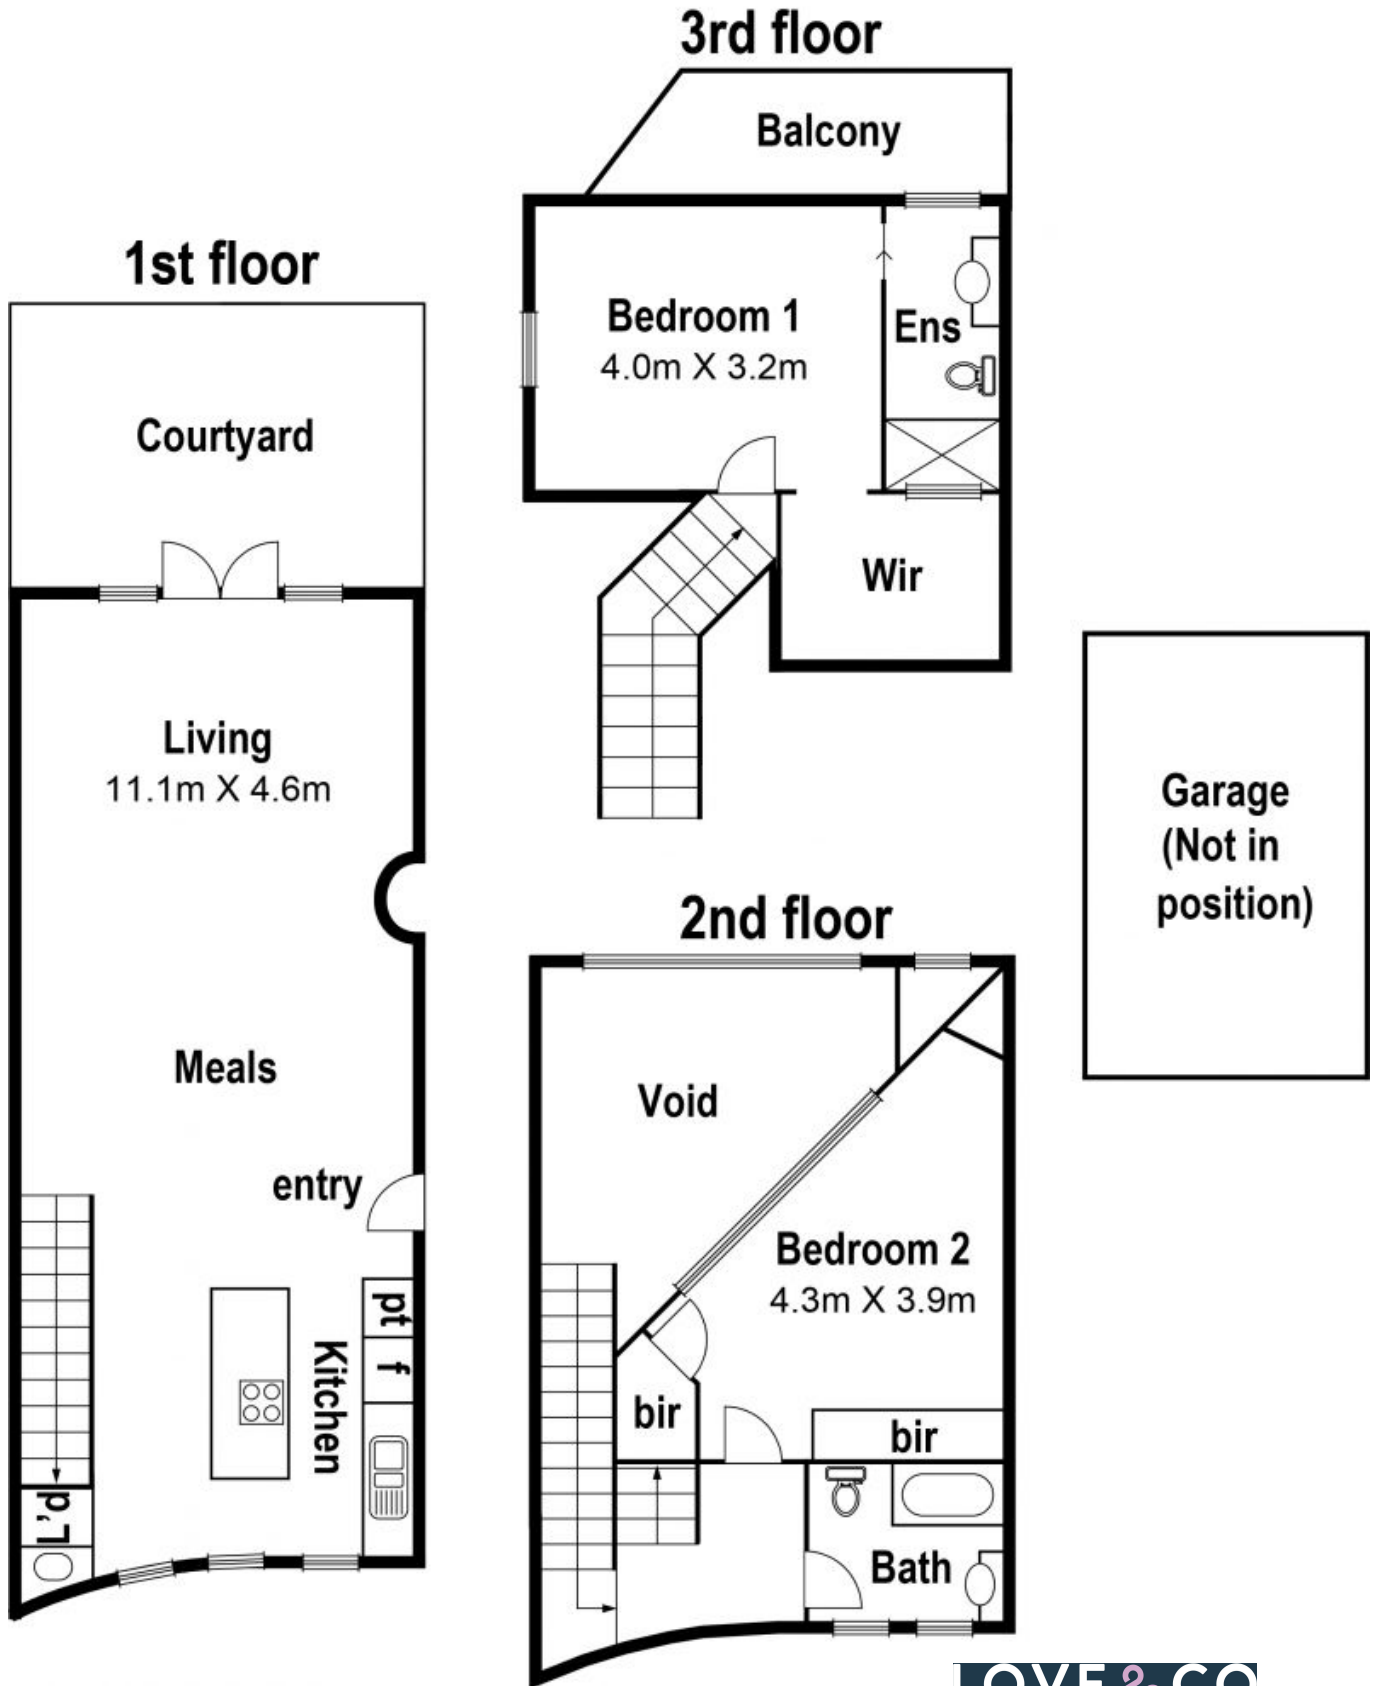 3rd floor
Balcony
Bedroom 1
4.0m X 3.2m
Ens
Wir
1st floor
Courtyard
Living
11.1m X 4.6m
Meals
entry
pt
f
Kitchen
L'd
Garage
(Not in
position)
2nd floor
Void
Bedroom 2
4.3m X 3.9m
bir
bir
Bath
LOVE & CO